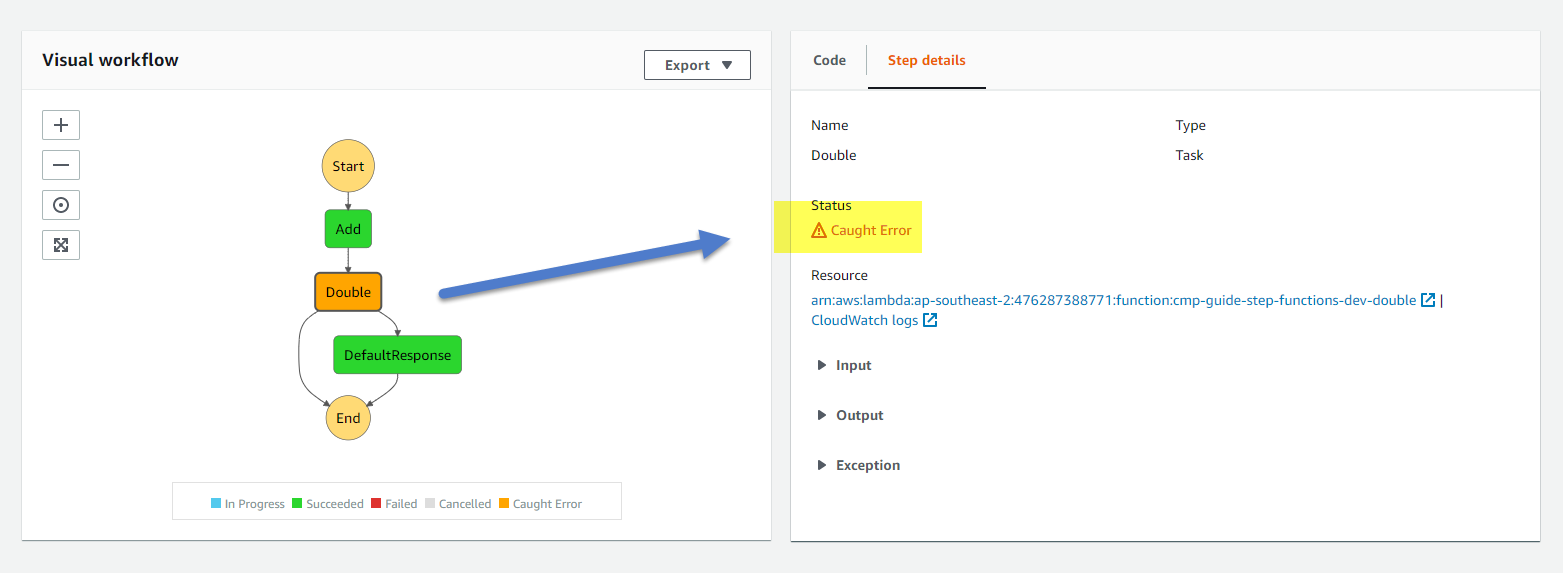 Visual workflow
Export
Start
Add
Double
DefaultResponse
End
In Progress Succeeded Failed Cancelled Caught Error
Code Step details
Name Type
Double Task
Status
Caught Error
Resource
arn:aws:lambda:ap-southeast-2:476287388771:function:cmp-guide-step-functions-dev-double |
CloudWatch logs
Input
Output
Exception